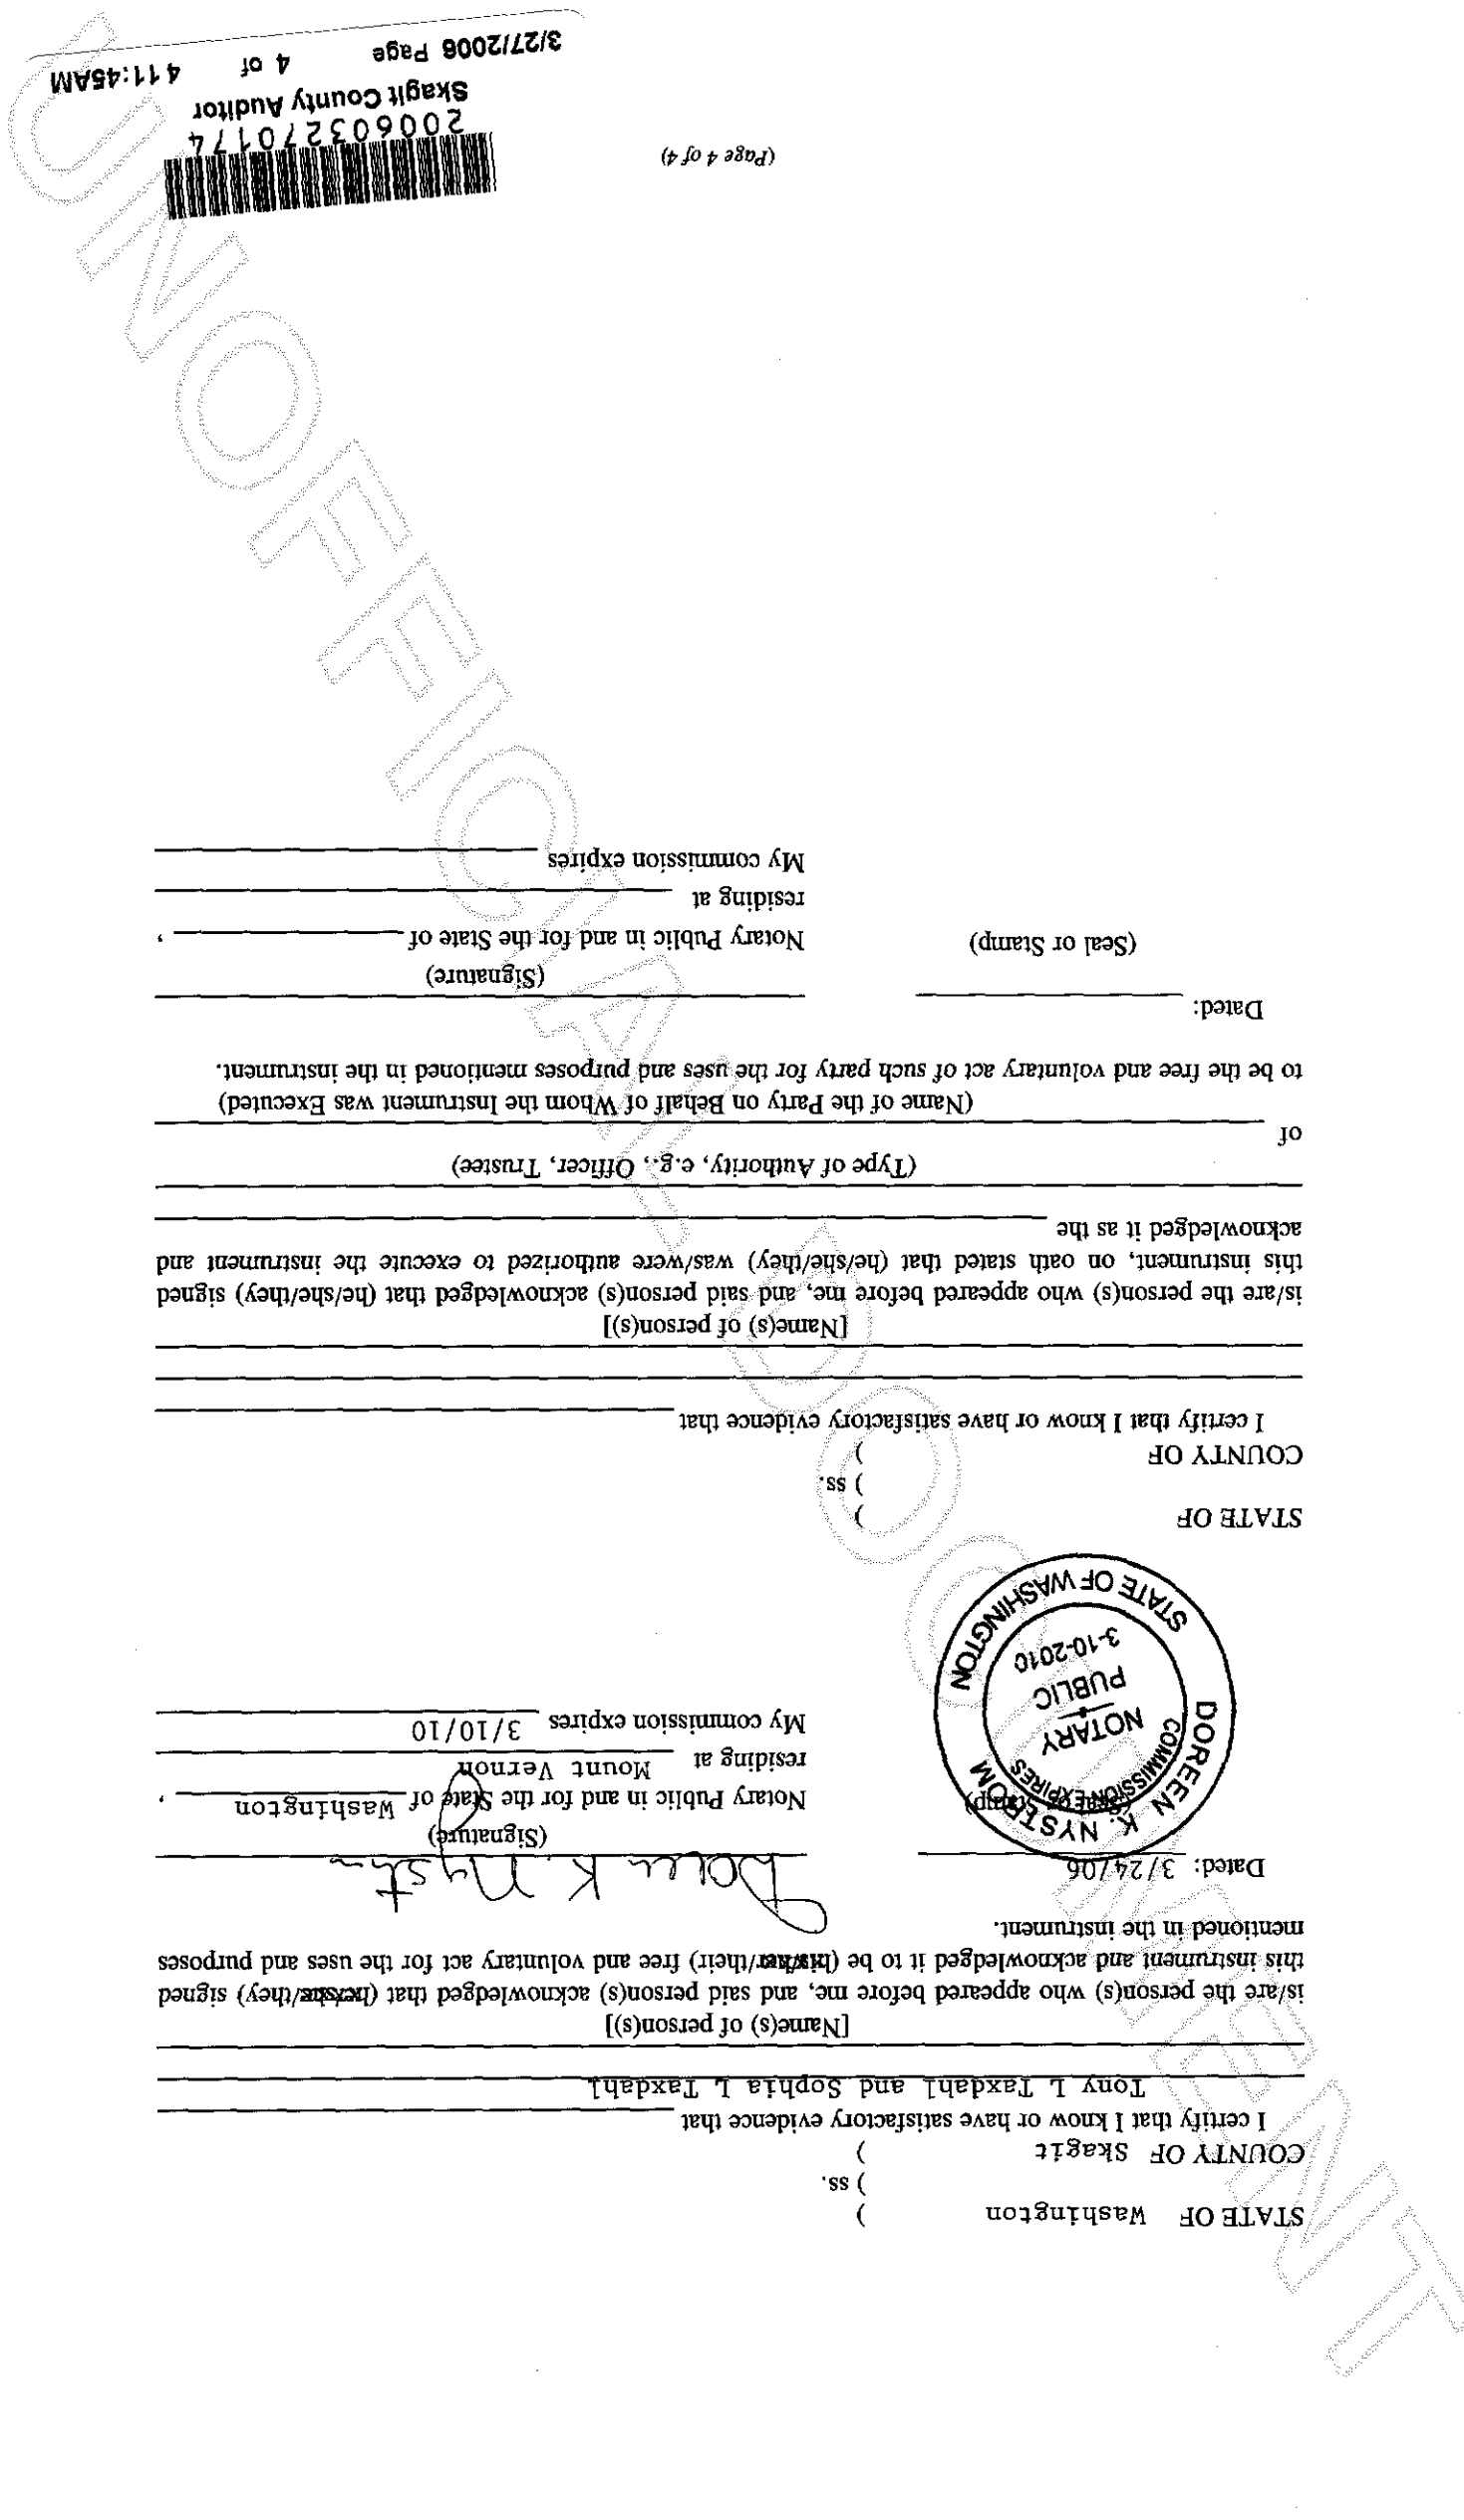 STATE OF Washington )
) ss.
COUNTY OF Skagit )
I certify that I know or have satisfactory evidence that
Tony L Taxdahl and Sophia L Taxdahl
[Name(s) of person(s)]
is/are the person(s) who appeared before me, and said person(s) acknowledged that (he/she/they) signed
this instrument and acknowledged it to be (his/her/their) free and voluntary act for the uses and purposes
mentioned in the instrument.
Dated: 3/24/06
(Signature)
Notary Public in and for the State of Washington ,
residing at Mount Vernon
My commission expires 3/10/10
DOREEN K. NYSTROM
COMMISSION EXPIRES
NOTARY
PUBLIC
3-10-2010
STATE OF WASHINGTON
STATE OF )
) ss.
COUNTY OF )
I certify that I know or have satisfactory evidence that
[Name(s) of person(s)]
is/are the person(s) who appeared before me, and said person(s) acknowledged that (he/she/they) signed
this instrument, on oath stated that (he/she/they) was/were authorized to execute the instrument and
acknowledged it as the
(Type of Authority, e.g., Officer, Trustee)
of
(Name of the Party on Behalf of Whom the Instrument was Executed)
to be the free and voluntary act of such party for the uses and purposes mentioned in the instrument.
Dated:
(Signature)
(Seal or Stamp)
Notary Public in and for the State of ,
residing at
My commission expires
(Page 4 of 4)
200603270174
Skagit County Auditor
3/27/2006 Page 4 of 4 11:45AM
UNOFFICIAL DOCUMENT